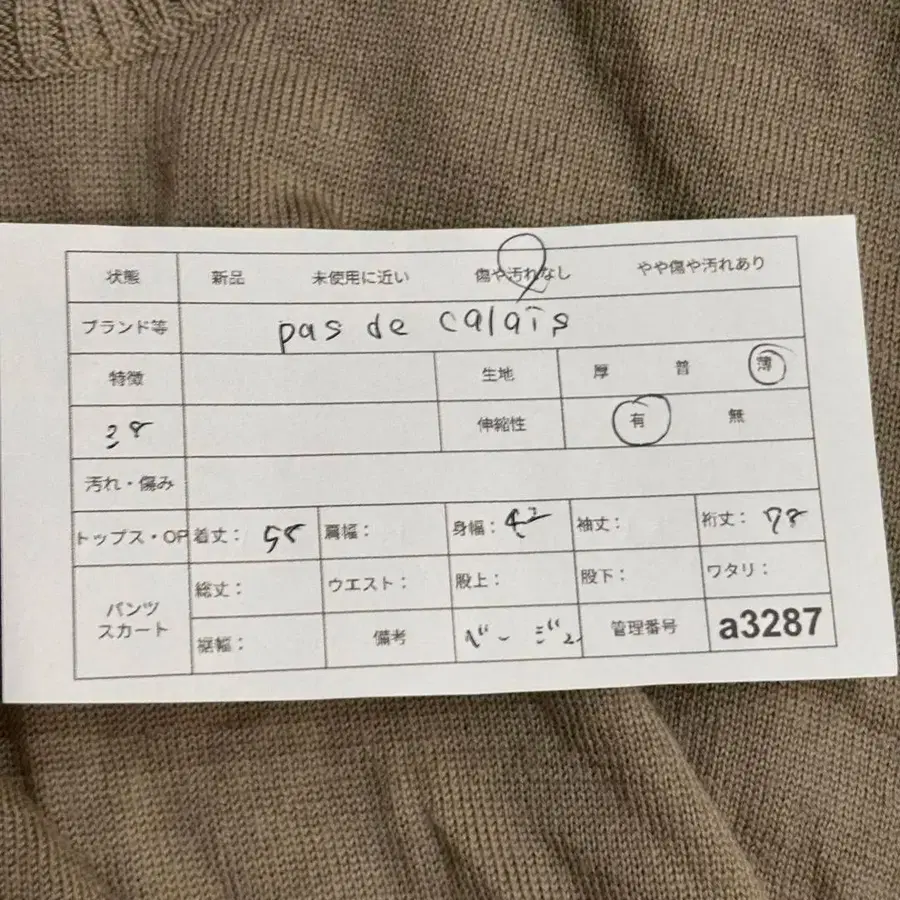 状態 新品 未使用に近い 傷や汚れなし やや傷や汚れあり
ブランド等 pas de calais
特徴 生地 厚 普 薄
38 伸縮性 有 無
汚れ・傷み
トップス・OP 着丈： 58 肩幅： 身幅： 42 袖丈： 裄丈： 78
パンツ スカート 総丈： ウエスト： 股上： 股下： ワタリ：
裾幅： 備考 ベージュ 管理番号 a3287